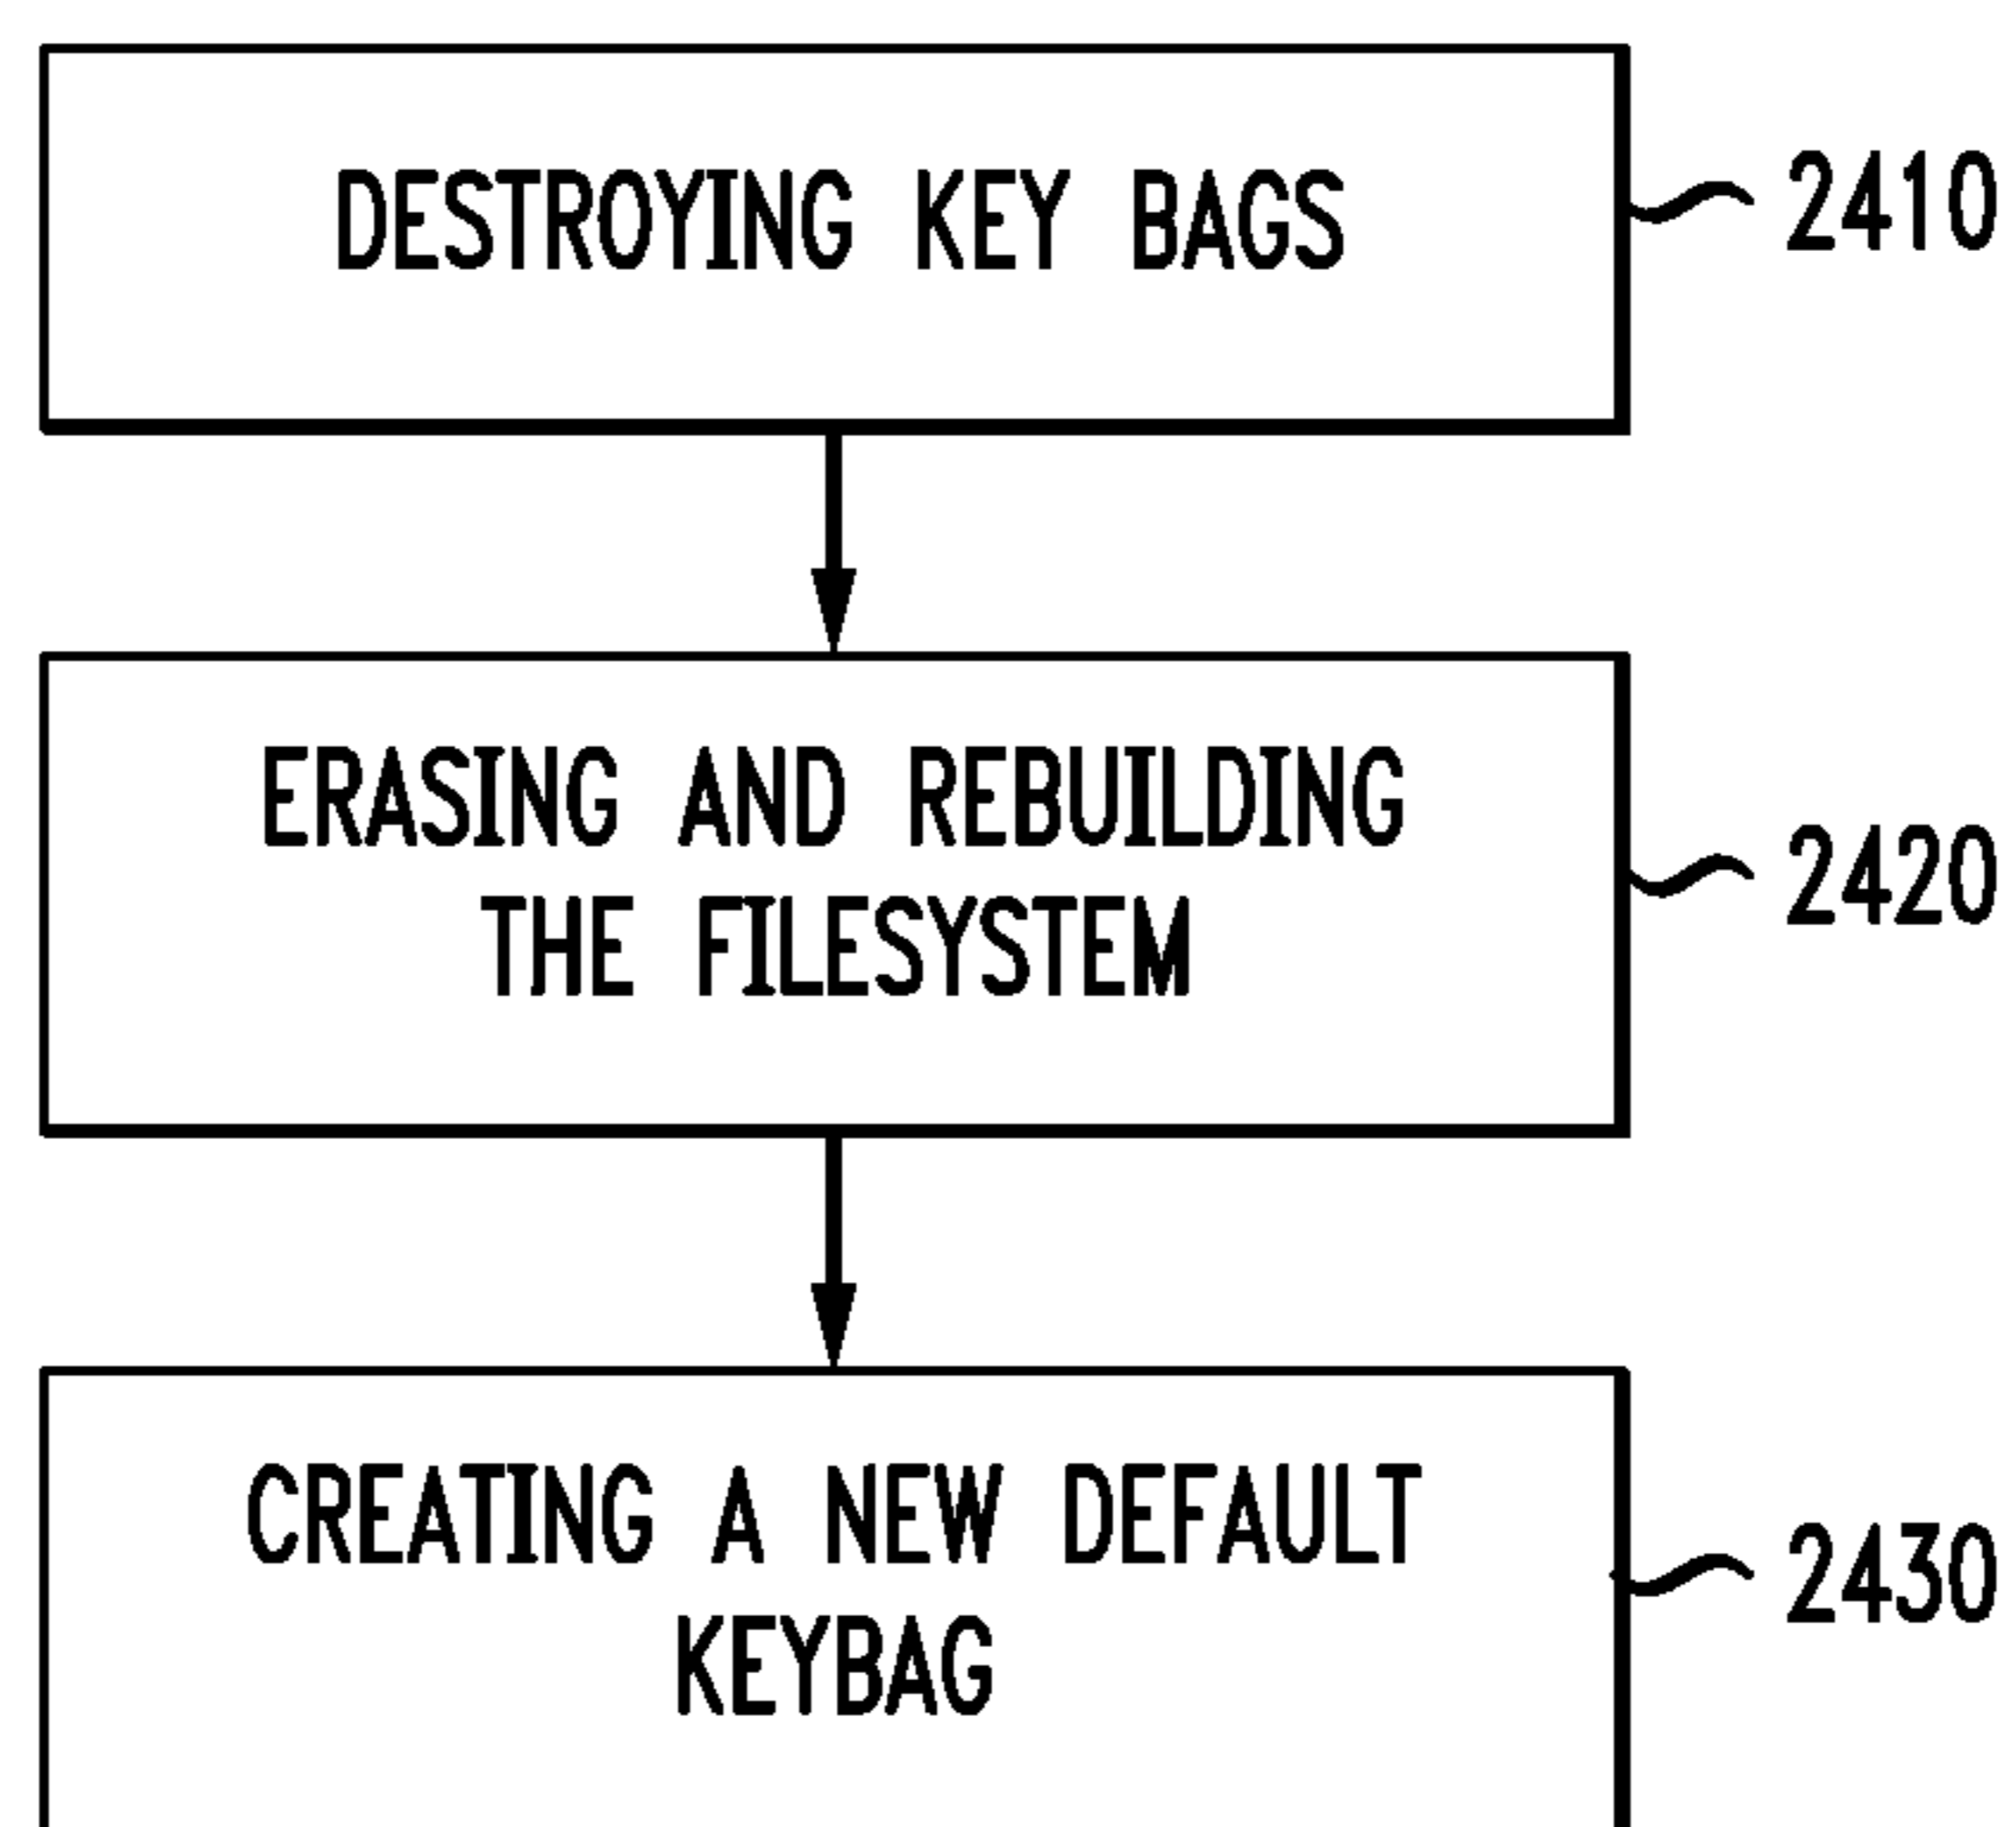 DESTROYING KEY BAGS
2410
ERASING AND REBUILDING
THE FILESYSTEM
2420
CREATING A NEW DEFAULT
KEYBAG
2430